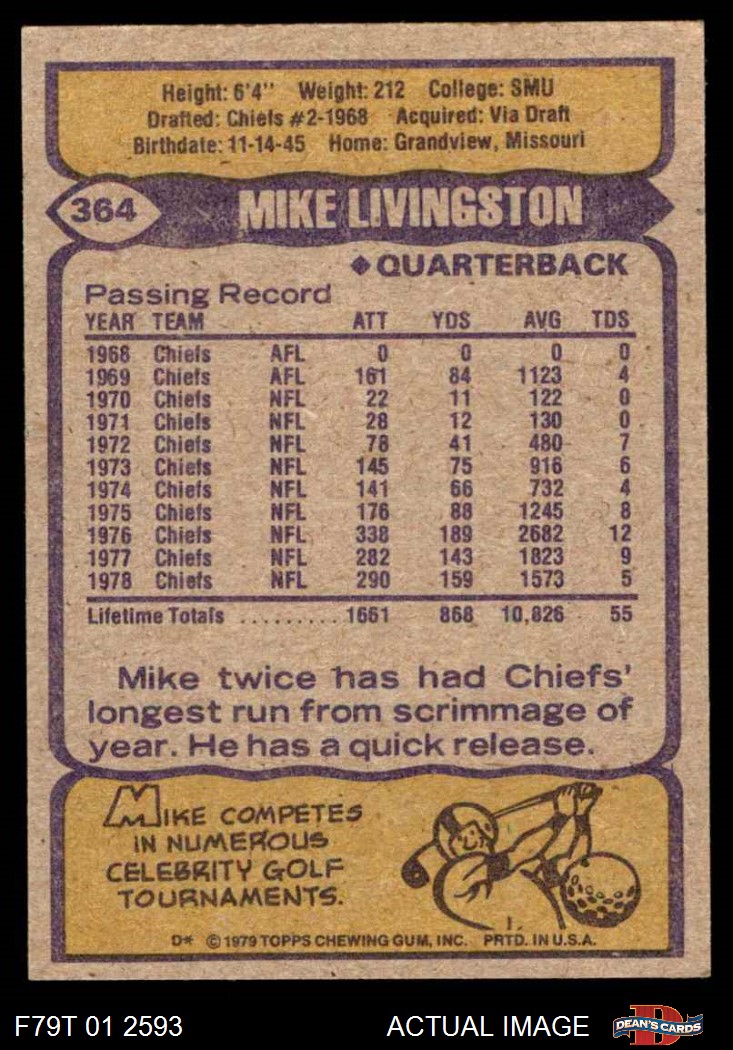 Height: 6'4" Weight: 212 College: SMU
Drafted: Chiefs #2-1968 Acquired: Via Draft
Birthdate: 11-14-45 Home: Grandview, Missouri
364 MIKE LIVINGSTON
◆QUARTERBACK
Passing Record
YEAR TEAM ATT YDS AVG TDS
1968 Chiefs AFL 0 0 0 0
1969 Chiefs AFL 161 84 1123 4
1970 Chiefs NFL 22 11 122 0
1971 Chiefs NFL 28 12 130 0
1972 Chiefs NFL 78 41 480 7
1973 Chiefs NFL 145 75 916 6
1974 Chiefs NFL 141 66 732 4
1975 Chiefs NFL 176 88 1245 8
1976 Chiefs NFL 338 189 2682 12
1977 Chiefs NFL 282 143 1823 9
1978 Chiefs NFL 290 159 1573 5
Lifetime Totals ......... 1661 868 10,826 55
Mike twice has had Chiefs'
longest run from scrimmage of
year. He has a quick release.
MIKE COMPETES
IN NUMEROUS
CELEBRITY GOLF
TOURNAMENTS.
D* © 1979 TOPPS CHEWING GUM, INC. PRTD. IN U.S.A.
F79T 01 2593 ACTUAL IMAGE D DEAN'S CARDS